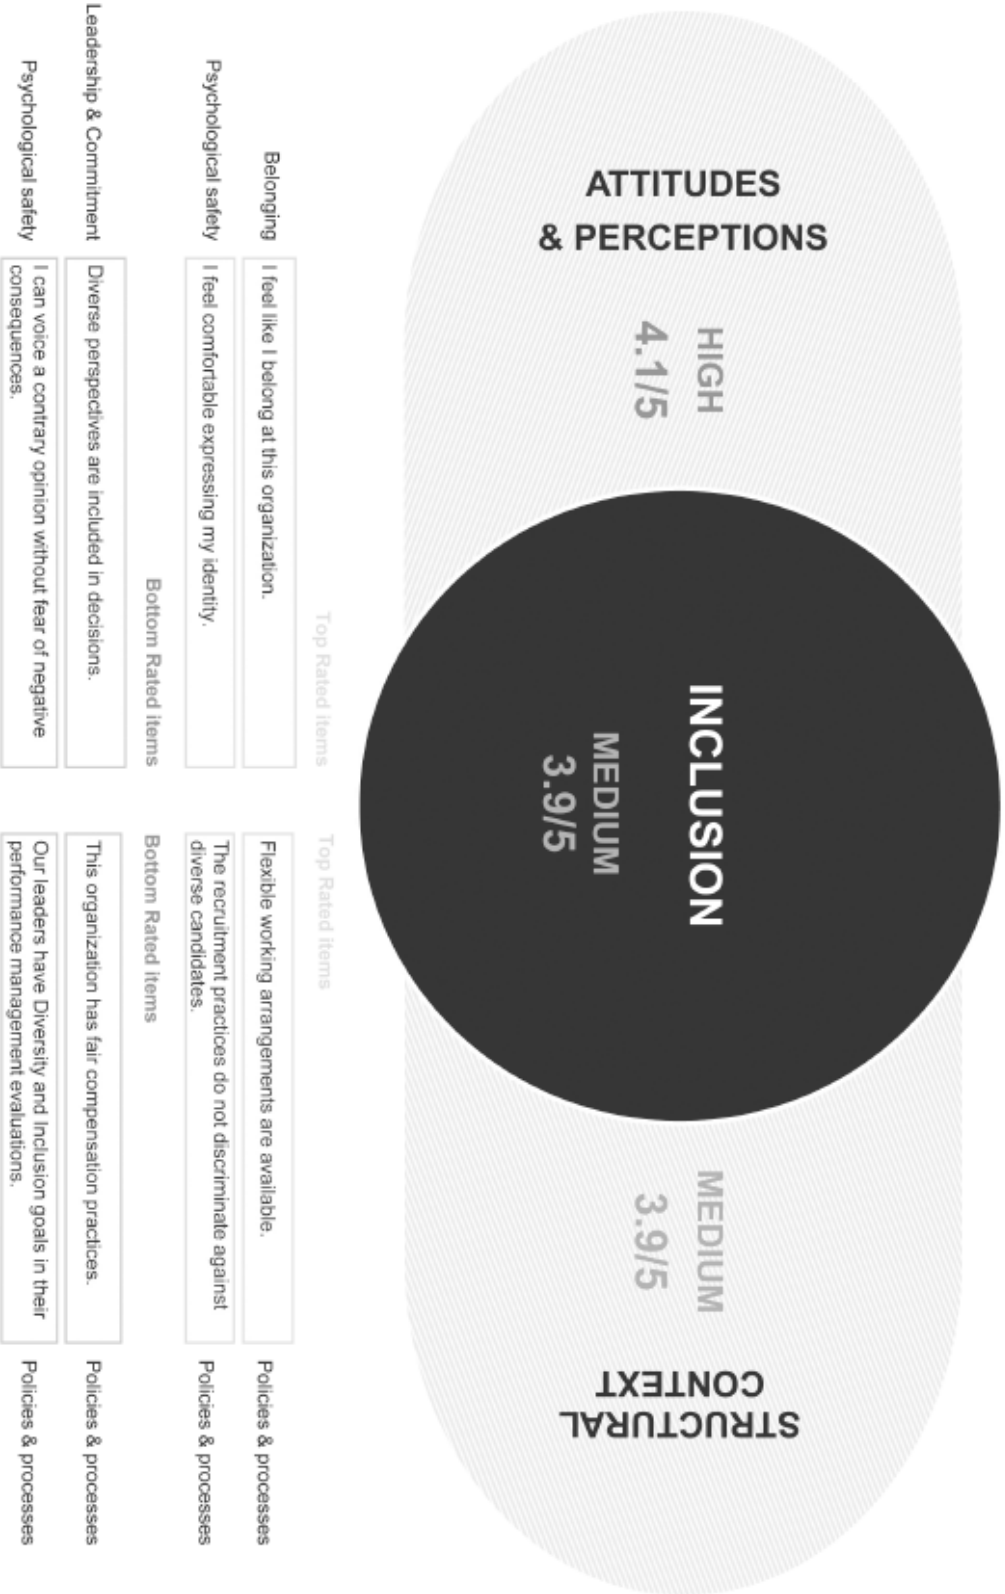 ATTITUDES
& PERCEPTIONS
HIGH
4.1/5
INCLUSION
MEDIUM
3.9/5
MEDIUM
3.9/5
STRUCTURAL
CONTEXT
Top Rated items
Belonging
I feel like I belong at this organization.
Psychological safety
I feel comfortable expressing my identity.
Bottom Rated items
Leadership & Commitment
Diverse perspectives are included in decisions.
Psychological safety
I can voice a contrary opinion without fear of negative
consequences.
Top Rated items
Flexible working arrangements are available.
Policies & processes
The recruitment practices do not discriminate against
diverse candidates.
Policies & processes
Bottom Rated items
This organization has fair compensation practices.
Policies & processes
Our leaders have Diversity and Inclusion goals in their
performance management evaluations.
Policies & processes